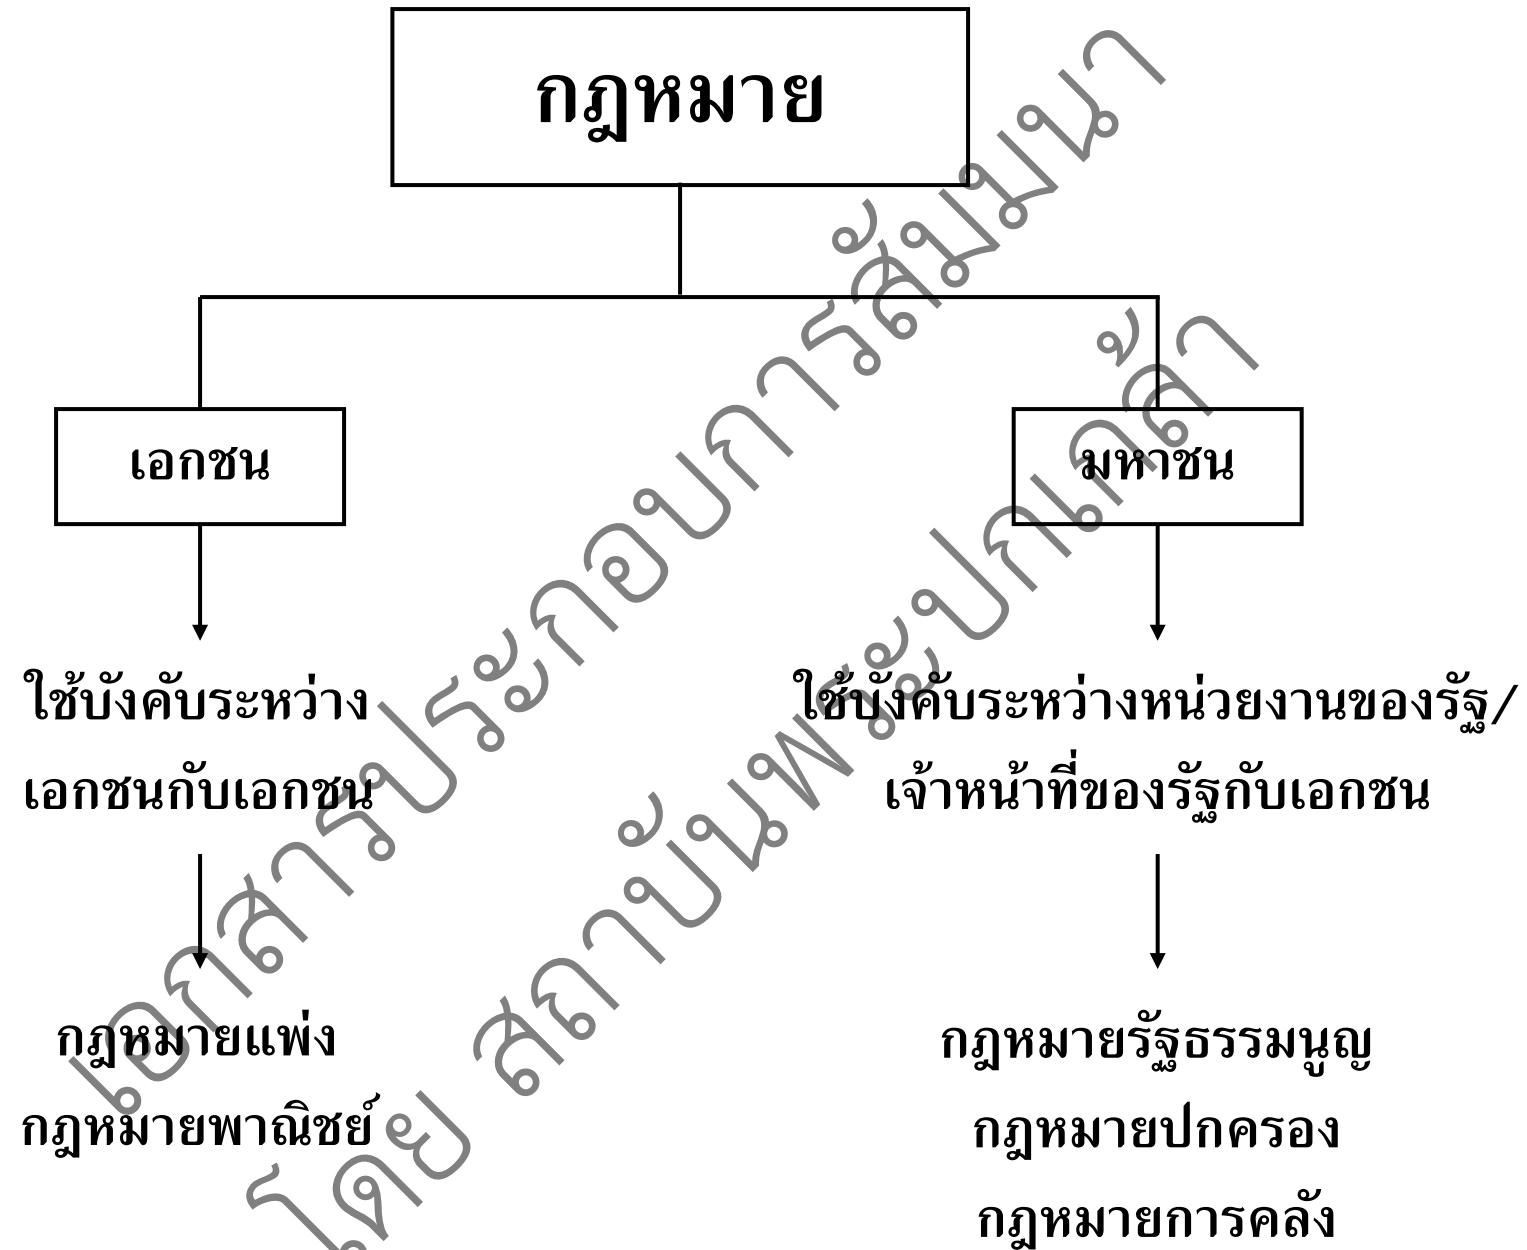 กฎหมาย
เอกชน
มหาชน
ใช้บังคับระหว่าง
เอกชนกับเอกชน
ใช้บังคับระหว่างหน่วยงานของรัฐ/
เจ้าหน้าที่ของรัฐกับเอกชน
กฎหมายแพ่ง
กฎหมายพาณิชย์
กฎหมายรัฐธรรมนูญ
กฎหมายปกครอง
กฎหมายการคลัง
เอกสารประกอบการสัมมนา
โดย สถาบันพระปกเกล้า